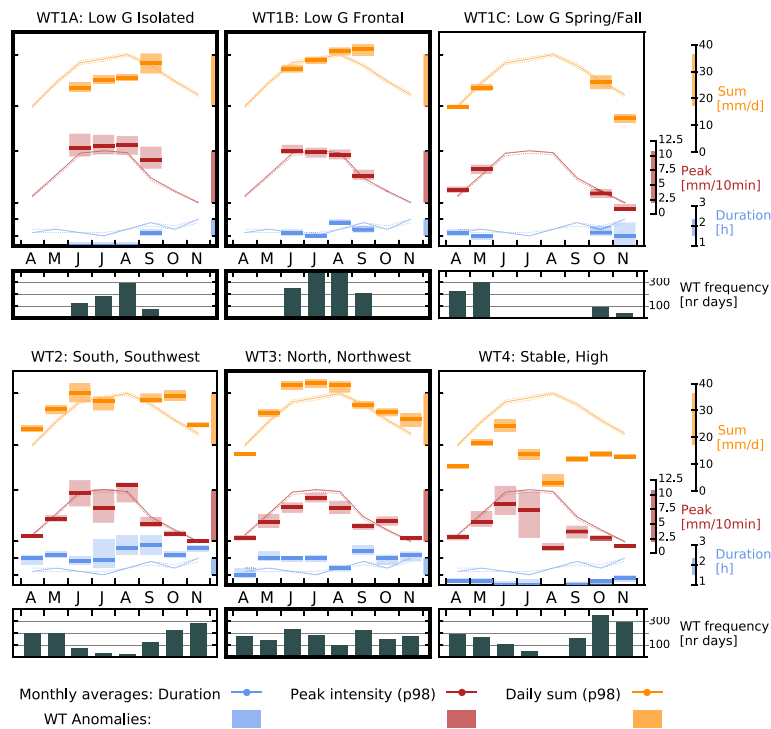 WT1A: Low G Isolated
WT1B: Low G Frontal
WT1C: Low G Spring/Fall
40
30
20
10
0
Sum
[mm/d]
12.5
10
7.5
5
2.5
0
Peak
[mm/10min]
3
2
1
Duration
[h]
A M J J A S O N
A M J J A S O N
A M J J A S O N
300
100
WT frequency
[nr days]
WT2: South, Southwest
WT3: North, Northwest
WT4: Stable, High
40
30
20
10
0
Sum
[mm/d]
12.5
10
7.5
5
2.5
0
Peak
[mm/10min]
3
2
1
Duration
[h]
A M J J A S O N
A M J J A S O N
A M J J A S O N
300
100
WT frequency
[nr days]
Monthly averages: Duration
Peak intensity (p98)
Daily sum (p98)
WT Anomalies: